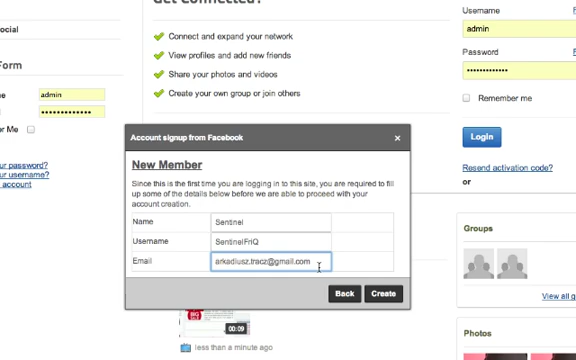 Get Connected?
ocial
Connect and expand your network
View profiles and add new friends
Share your photos and videos
Create your own group or join others
Username
admin
Password
••••••••••••
Remember me
Login
Resend activation code?
or
Form
me
admin
••••••••••••
r Me
your password?
your username?
account
Account signup from Facebook
×
New Member
Since this is the first time you are logging in to this site, you are required to fill
up some of the details below before we are able to proceed with your
account creation.
Name
Sentinel
Username
SentinelFrIQ
Email
arkadiusz.tracz@gmail.com
Back
Create
Groups
View all g
Photos
00:09
less than a minute ago